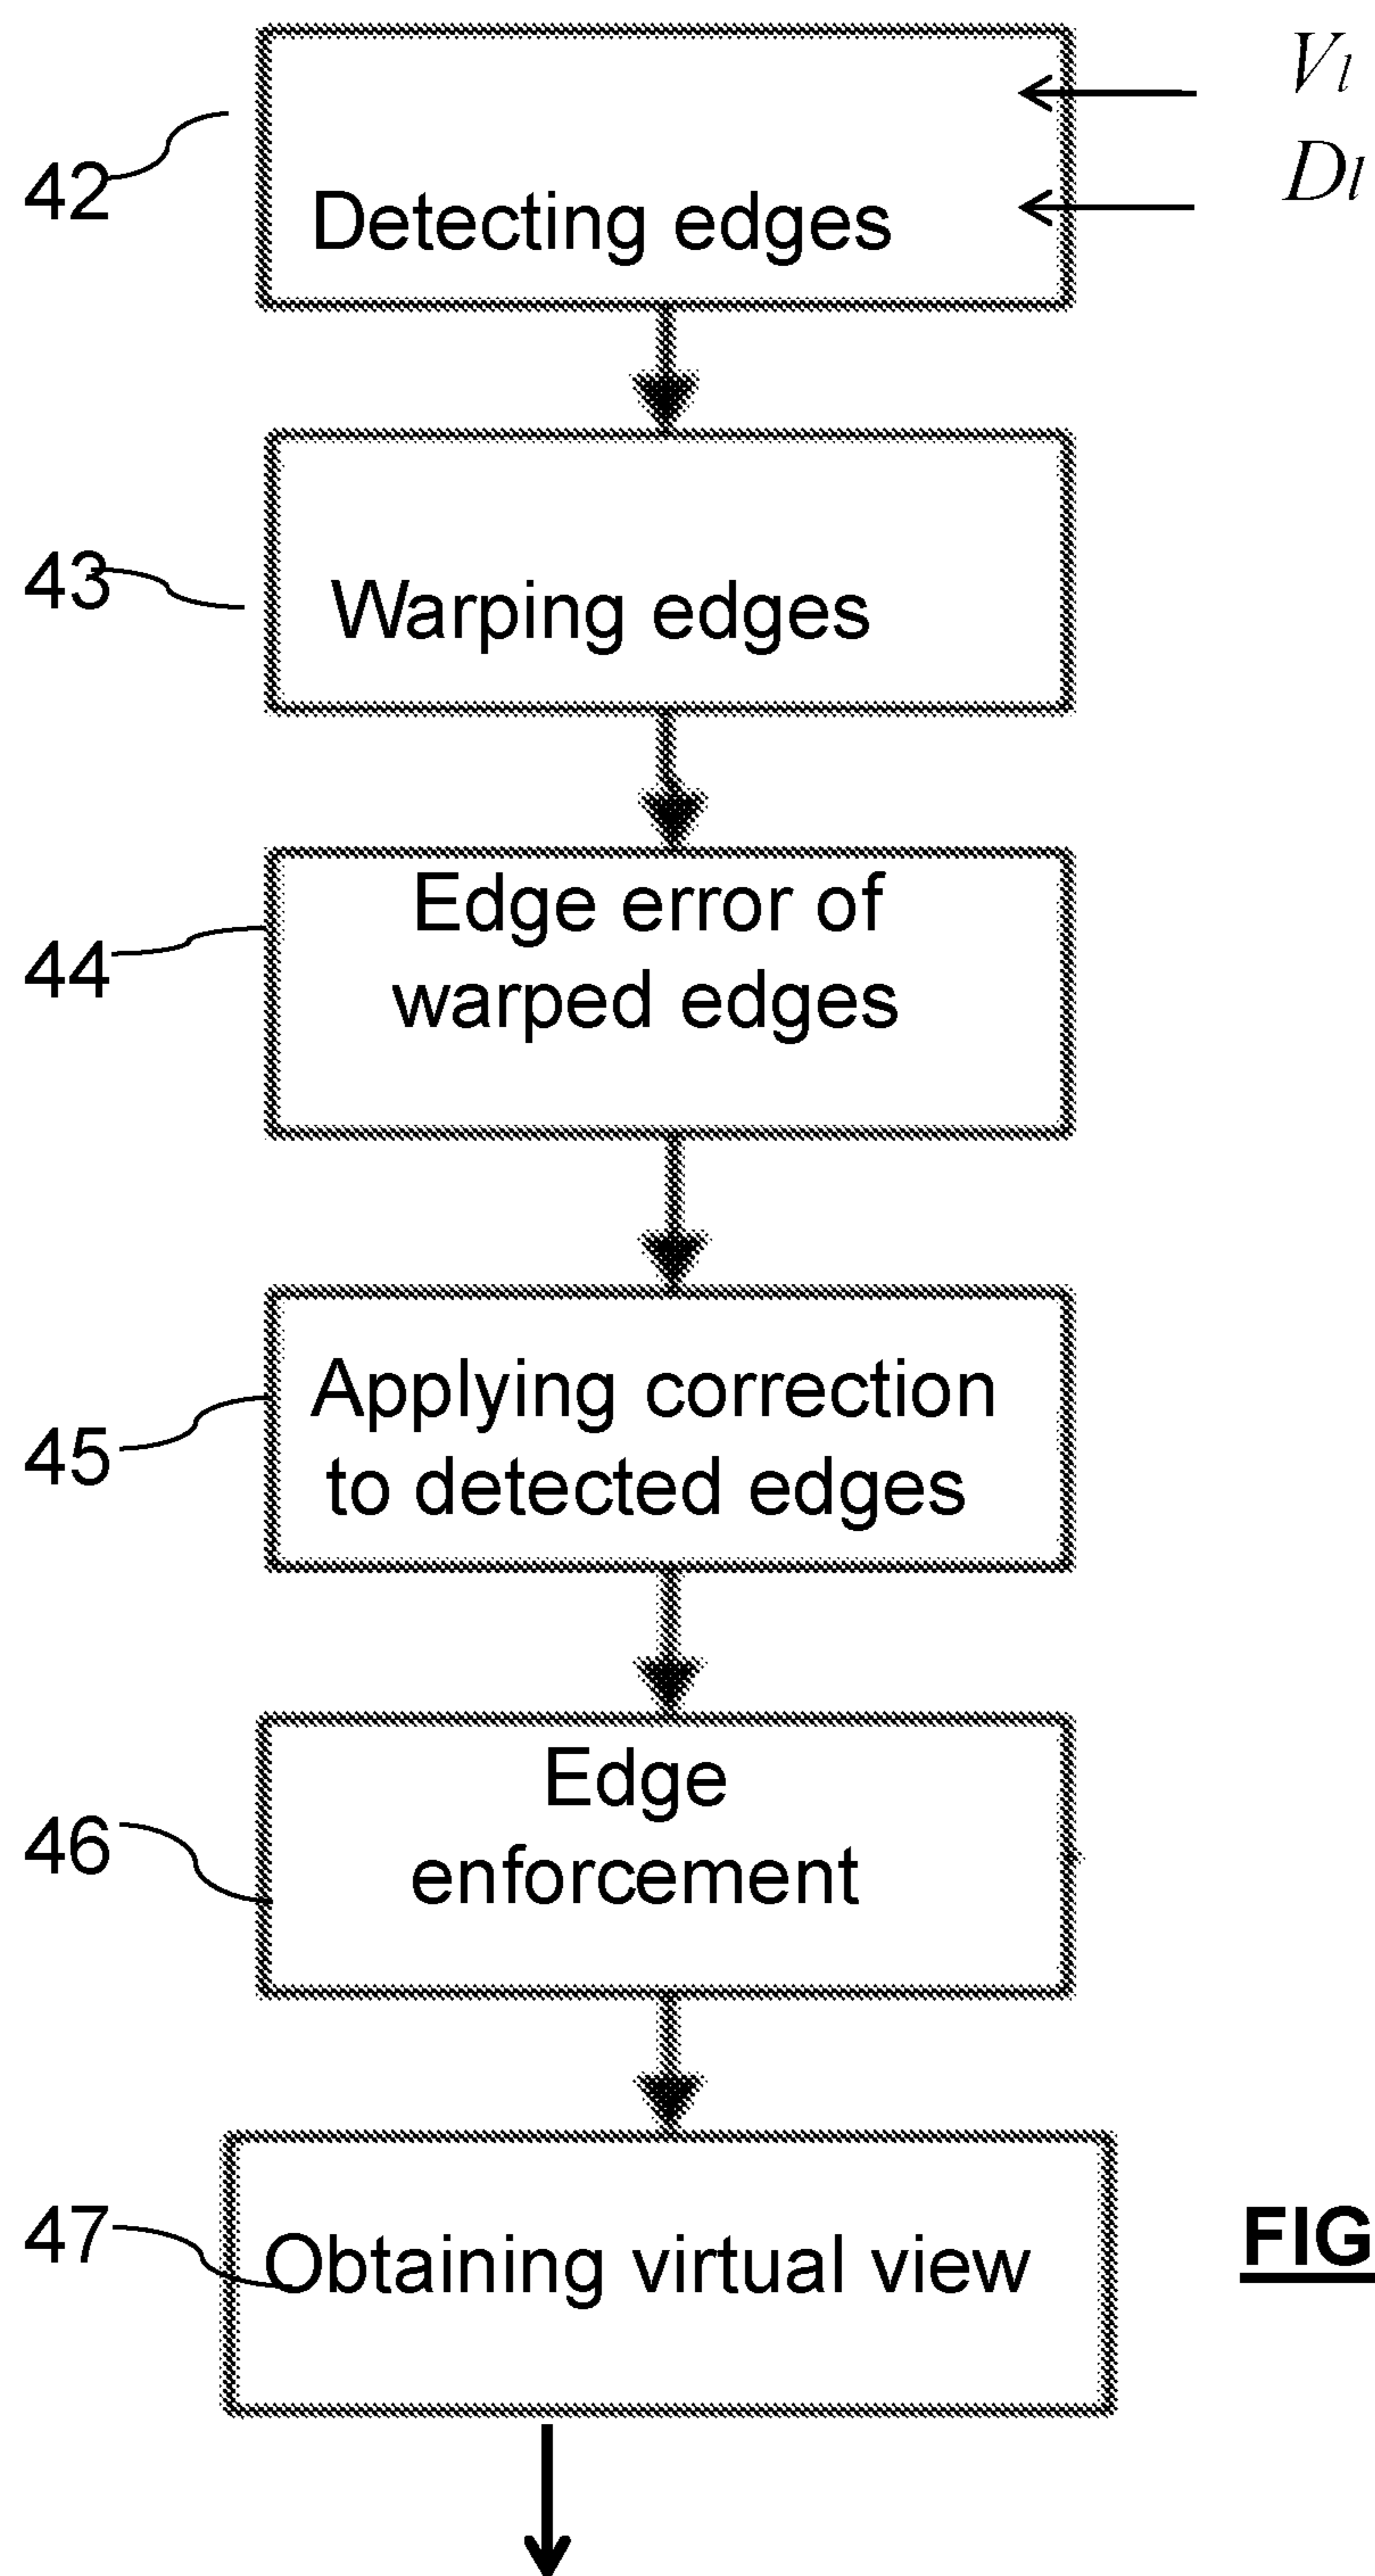 Vl
42
Dl
Detecting edges
43
Warping edges
44
Edge error of
warped edges
45
Applying correction
to detected edges
46
Edge
enforcement
47
Obtaining virtual view
FIG